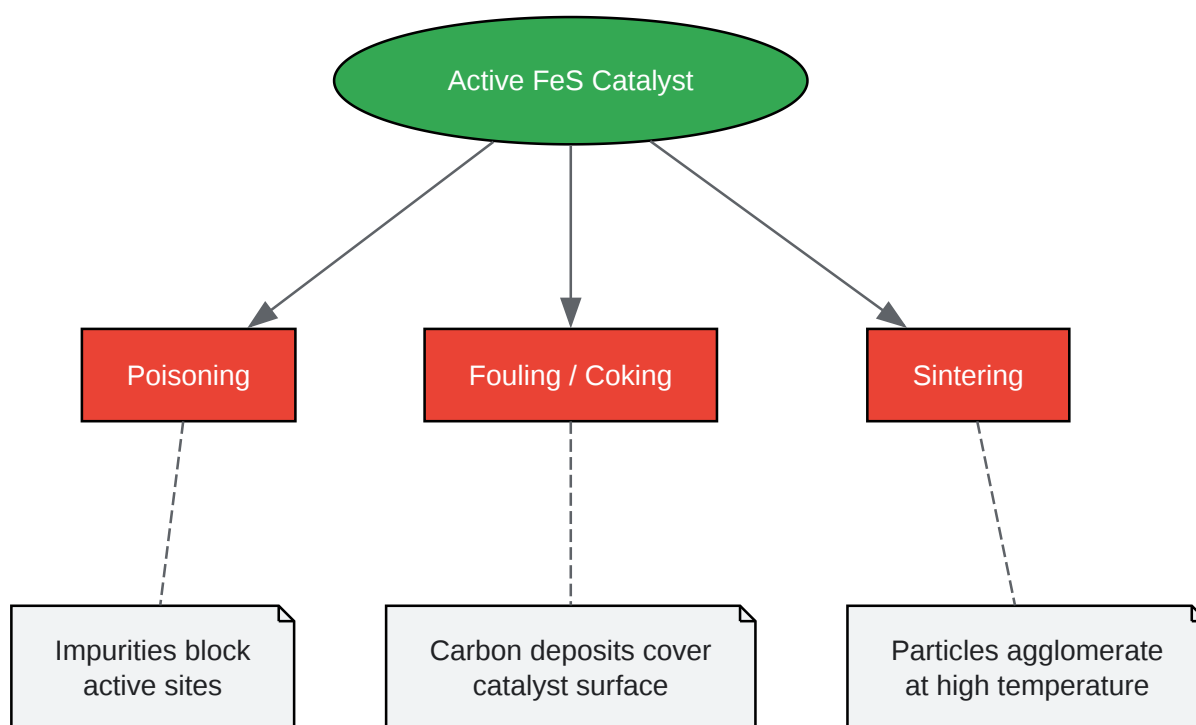 Active FeS Catalyst
Poisoning
Fouling / Coking
Sintering
Impurities block
active sites
Carbon deposits cover
catalyst surface
Particles agglomerate
at high temperature